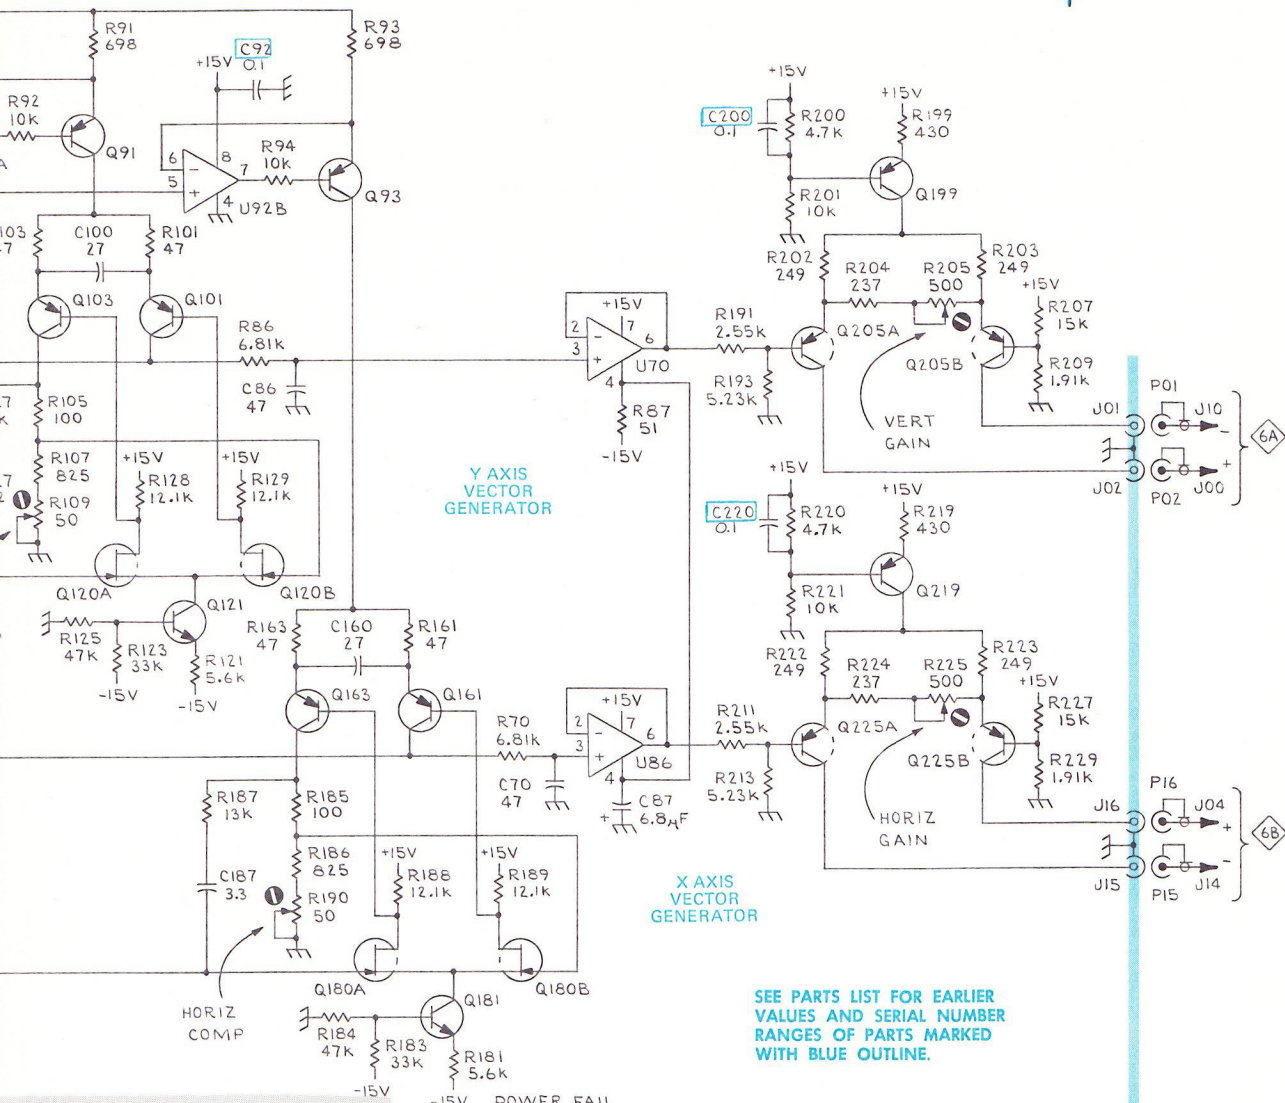 R91
698
R93
698
C92
0.1
+15V
R92
10K
Q91
6
5
8
7
4
-
+
U92B
R94
10K
Q93
A
103
47
C100
27
R101
47
Q103
Q101
R86
6.81K
C86
47
R105
100
R107
825
R109
50
+15V
R128
12.1K
+15V
R129
12.1K
Q120A
Q120B
Q121
R125
47K
R123
33K
-15V
R121
5.6K
-15V
Y AXIS
VECTOR
GENERATOR
+15V
2
3
7
6
4
-
+
U70
R87
51
-15V
R191
2.55K
R193
5.23K
+15V
C200
0.1
R200
4.7K
+15V
R199
430
R201
10K
Q199
R202
249
R203
249
R204
237
R205
500
+15V
R207
15K
Q205A
Q205B
R209
1.91K
VERT
GAIN
J01
P01
J10
-
6A
+
J02
P02
J00
+15V
C220
0.1
R220
4.7K
+15V
R219
430
R221
10K
Q219
R222
249
R223
249
R224
237
R225
500
+15V
R227
15K
Q225A
Q225B
R229
1.91K
HORIZ
GAIN
J16
P16
J04
+
6B
-
J15
P15
J14
R163
47
C160
27
R161
47
Q163
Q161
R70
6.81K
C70
47
+15V
2
3
7
6
4
-
+
U86
C87
6.8µF
+
R211
2.55K
R213
5.23K
R187
13K
R185
100
R186
825
C187
3.3
R190
50
+15V
R188
12.1K
+15V
R189
12.1K
Q180A
Q180B
Q181
HORIZ
COMP
R184
47K
R183
33K
-15V
R181
5.6K
-15V
POWER FAIL
X AXIS
VECTOR
GENERATOR
SEE PARTS LIST FOR EARLIER
VALUES AND SERIAL NUMBER
RANGES OF PARTS MARKED
WITH BLUE OUTLINE.